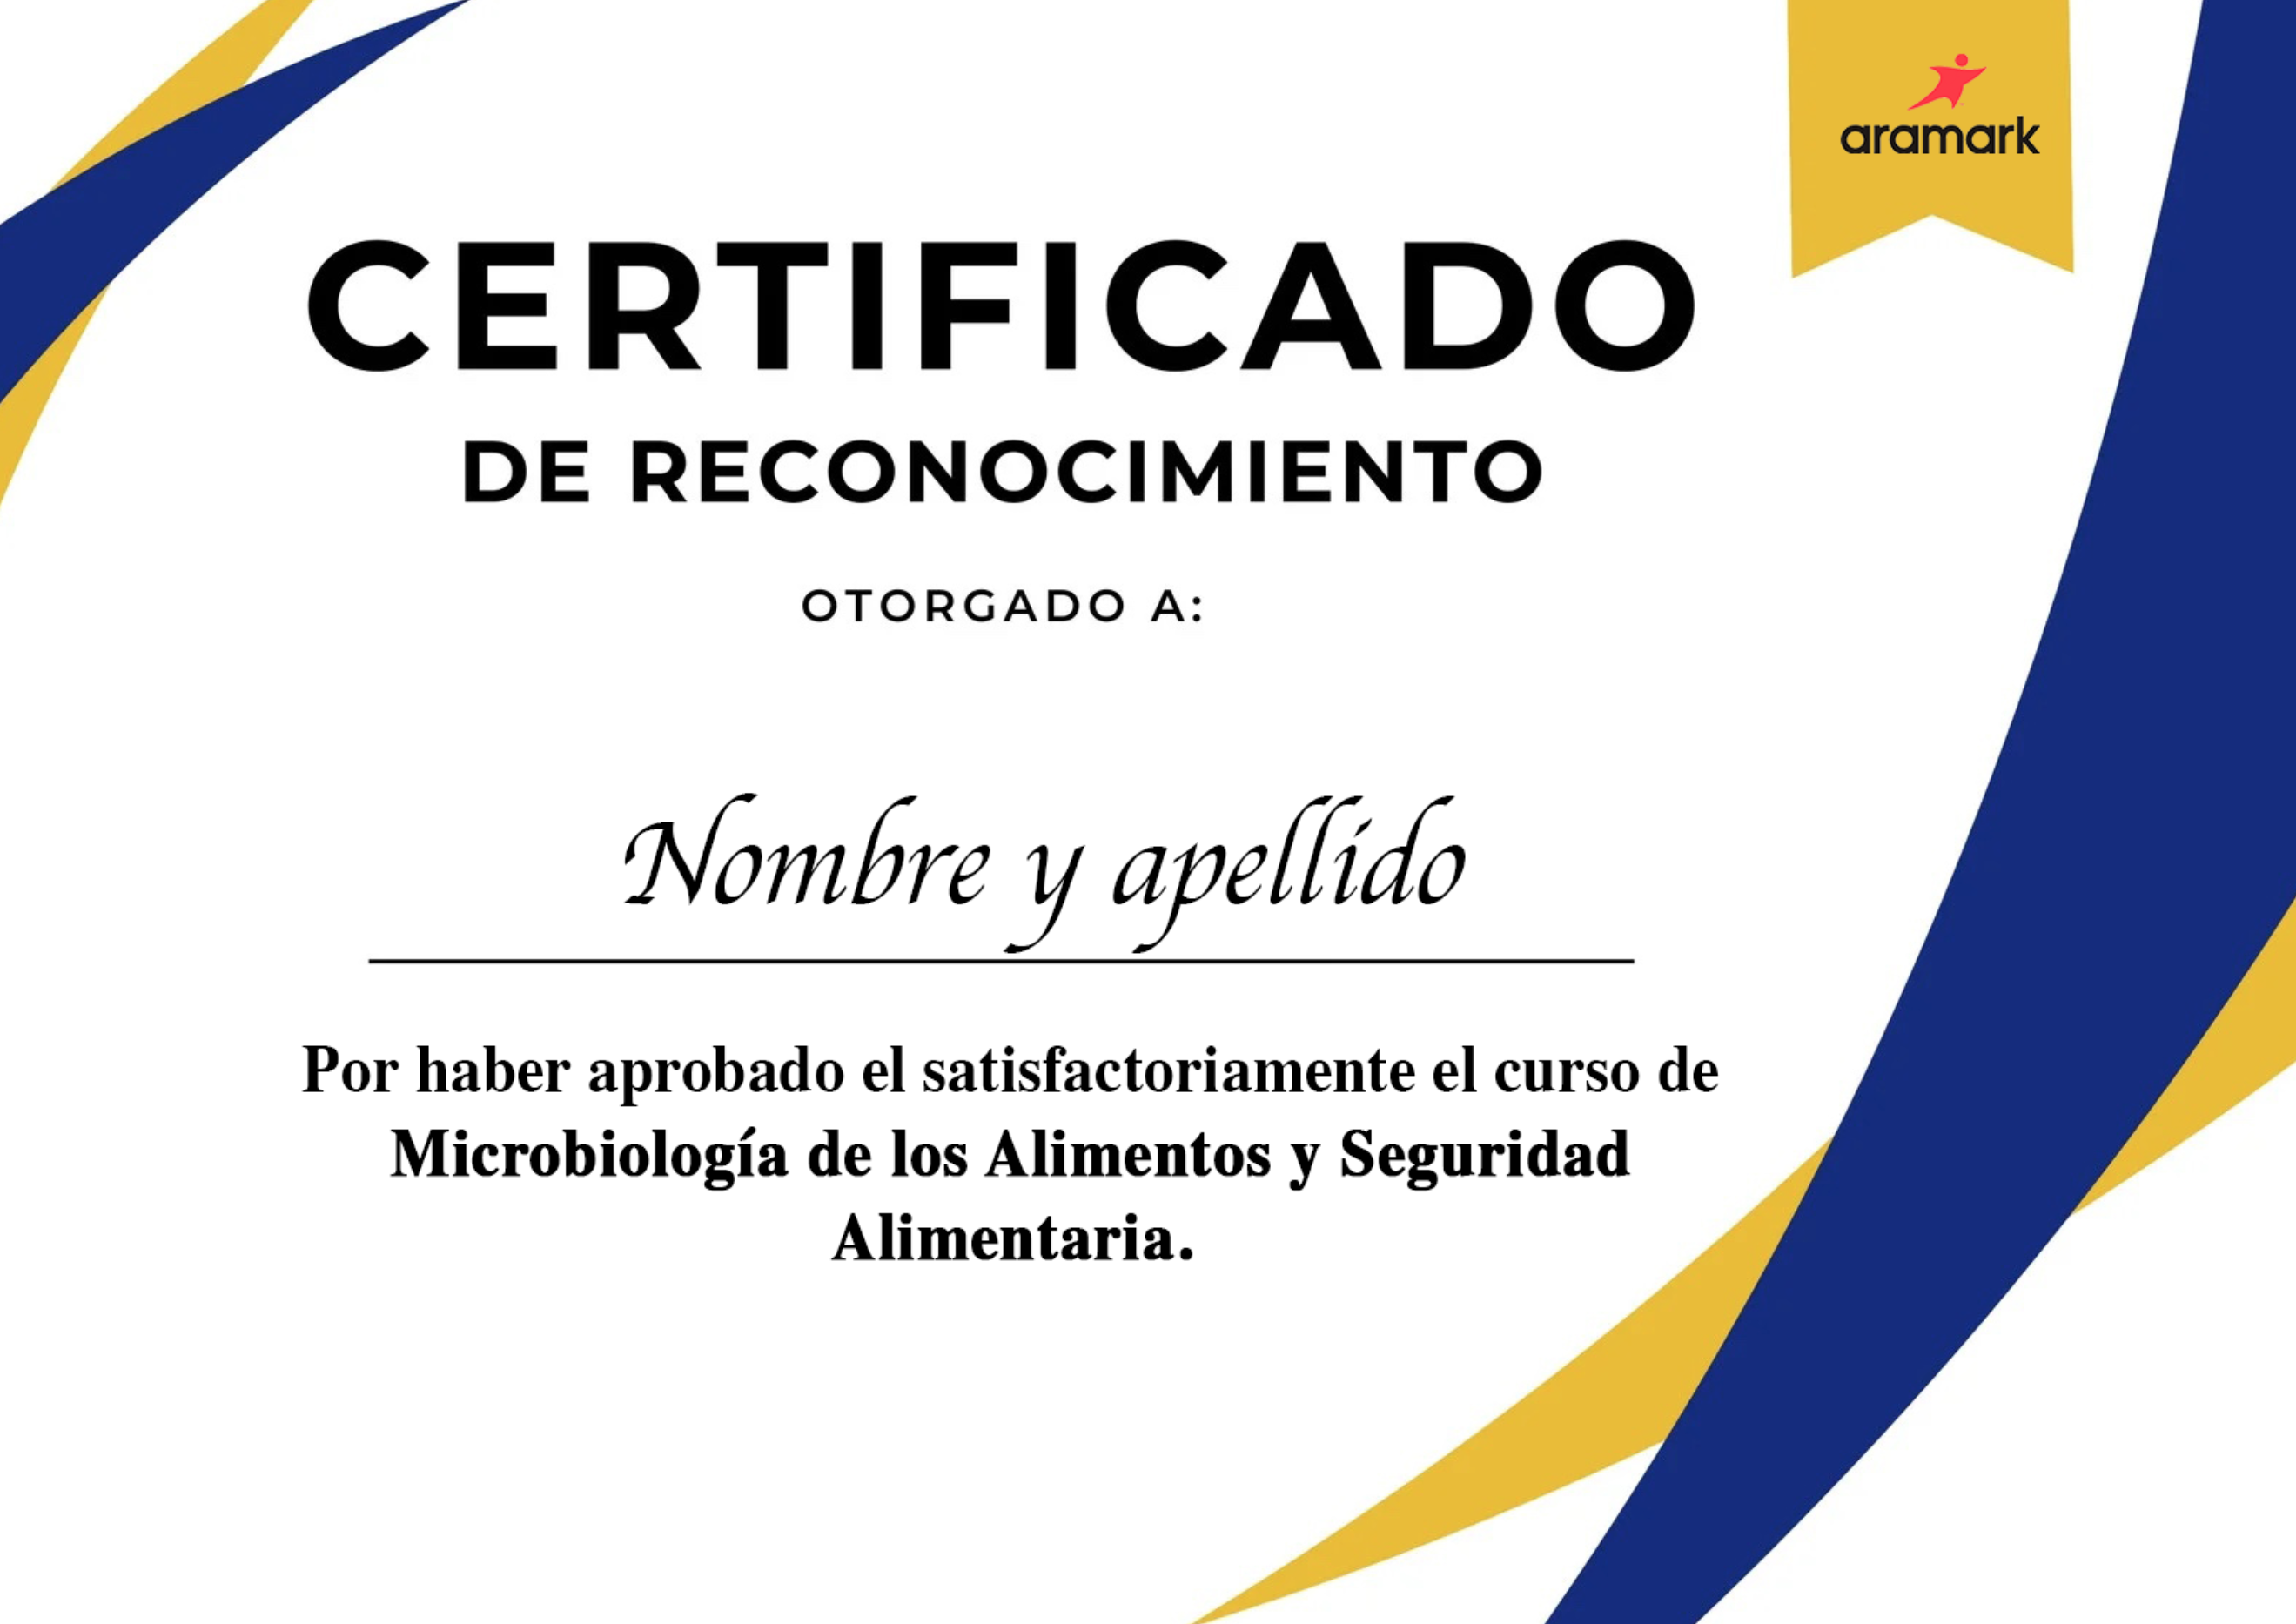 aramark
CERTIFICADO
DE RECONOCIMIENTO
OTORGADO A:
Nombre y apellido
Por haber aprobado el satisfactoriamente el curso de
Microbiología de los Alimentos y Seguridad
Alimentaria.